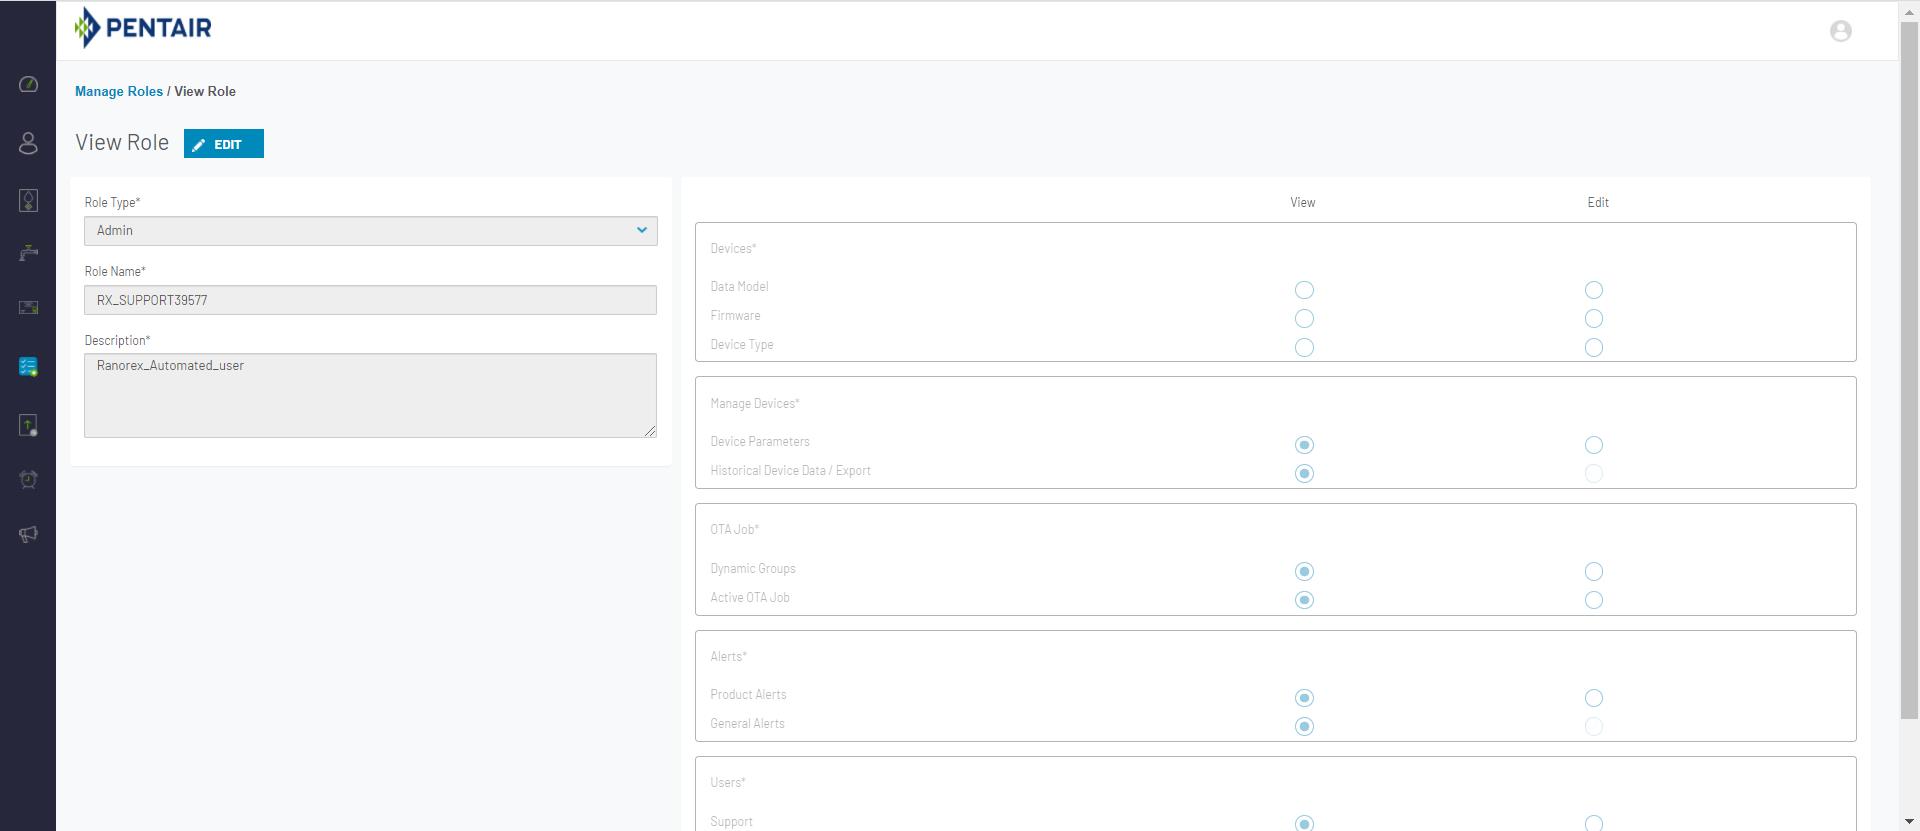 PENTAIR
Manage Roles / View Role
View Role
EDIT
Role Type*
Admin
Role Name*
RX_SUPPORT39577
Description*
Ranorex_Automated_user
View Edit
Devices*
Data Model
Firmware
Device Type
Manage Devices*
Device Parameters
Historical Device Data / Export
OTA Job*
Dynamic Groups
Active OTA Job
Alerts*
Product Alerts
General Alerts
Users*
Support